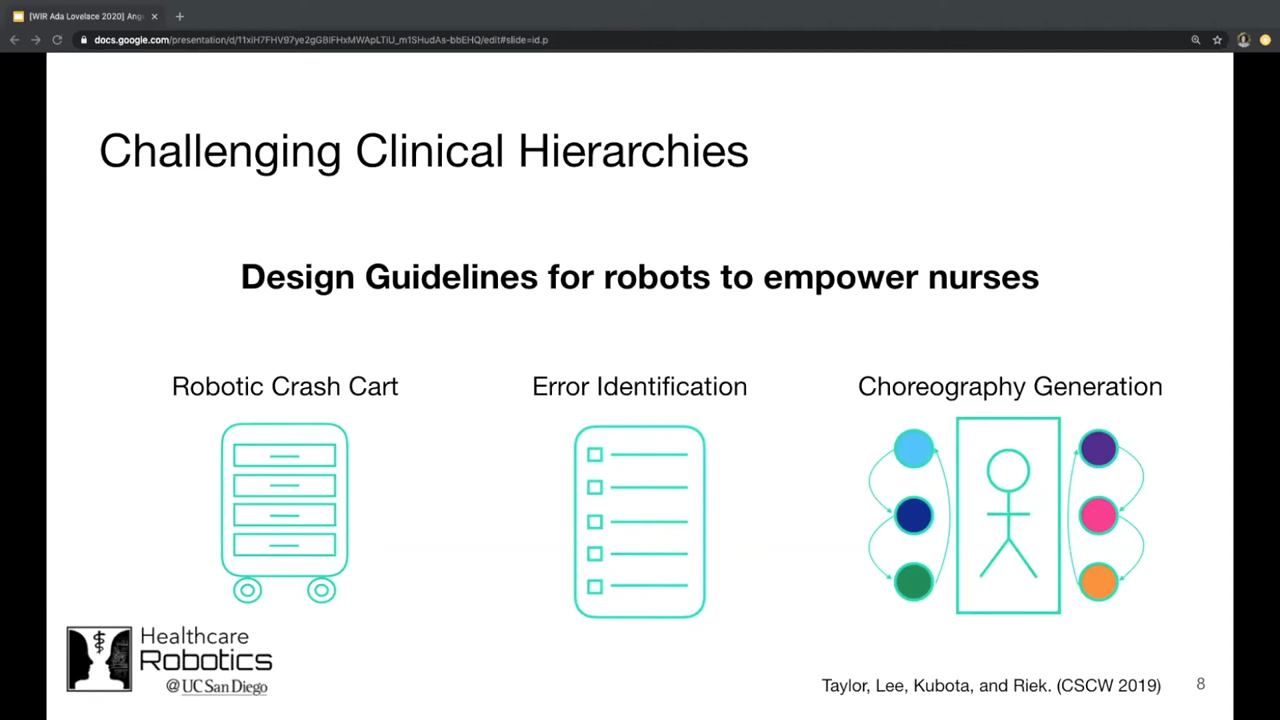 [WIR Ada Lovelace 2020] Ang
docs.google.com/presentation/d/11xiH7FHV97ye2gGBlFHxMWApLTiU_m1SHudAs-bbEHQ/edit#slide=id.p
Challenging Clinical Hierarchies
Design Guidelines for robots to empower nurses
Robotic Crash Cart
Error Identification
Choreography Generation
Healthcare
Robotics
@UC San Diego
Taylor, Lee, Kubota, and Riek. (CSCW 2019)
8